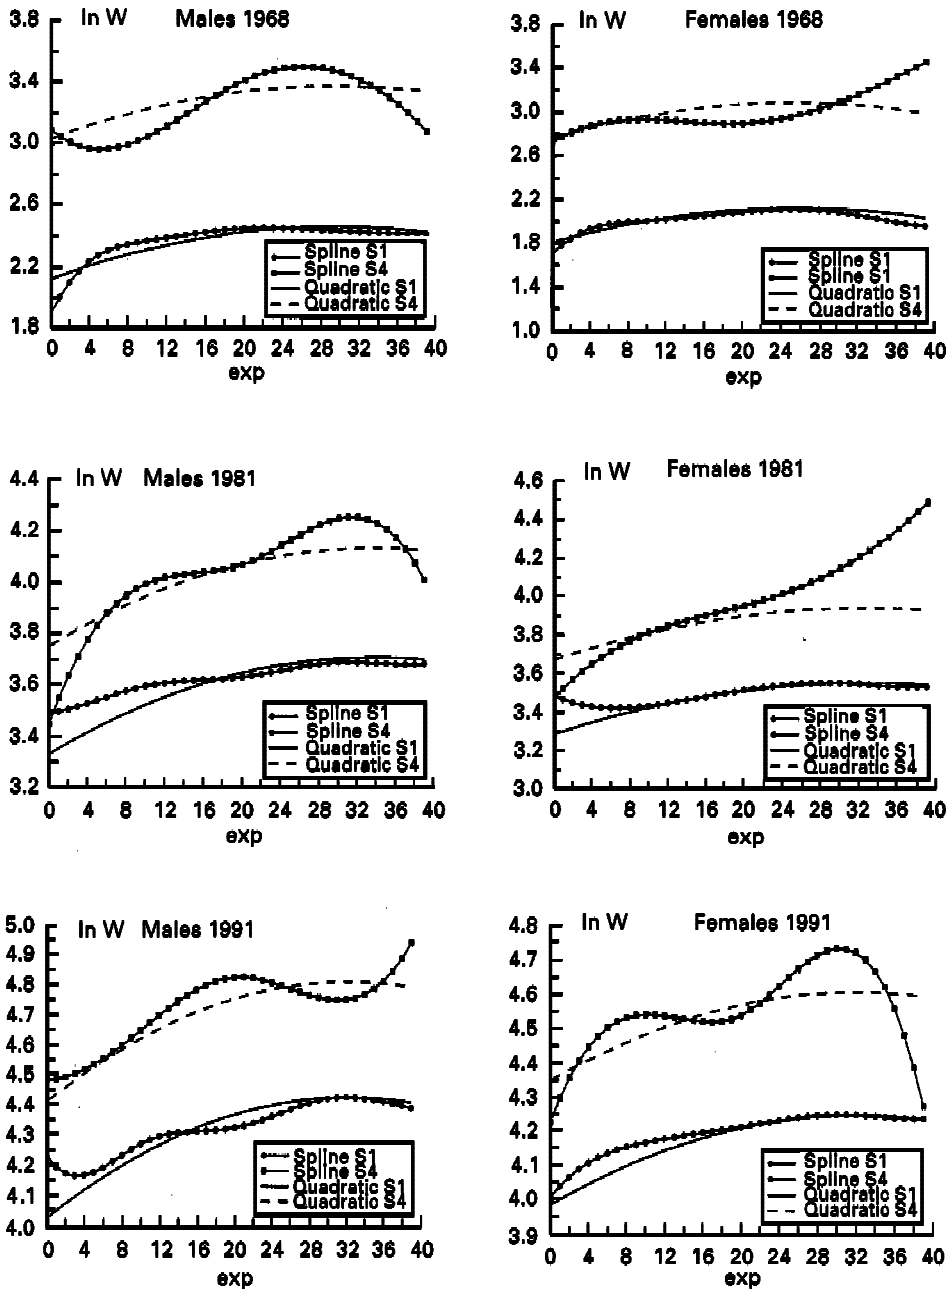 ln W Males 1968
3.8
3.4
3.0
2.6
2.2
1.8
Spline S1
Spline S4
Quadratic S1
Quadratic S4
0 4 8 12 16 20 24 28 32 36 40
exp
ln W Females 1968
3.8
3.4
3.0
2.6
2.2
1.8
1.4
1.0
Spline S1
Spline S1
Quadratic S1
Quadratic S4
0 4 8 12 16 20 24 28 32 36 40
exp
ln W Males 1981
4.4
4.2
4.0
3.8
3.6
3.4
3.2
Spline S1
Spline S4
Quadratic S1
Quadratic S4
0 4 8 12 16 20 24 28 32 36 40
exp
ln W Females 1981
4.6
4.4
4.2
4.0
3.8
3.6
3.4
3.2
3.0
Spline S1
Spline S4
Quadratic S1
Quadratic S4
0 4 8 12 16 20 24 28 32 36 40
exp
ln W Males 1991
5.0
4.9
4.8
4.7
4.6
4.5
4.4
4.3
4.2
4.1
4.0
Spline S1
Spline S4
Quadratic S1
Quadratic S4
0 4 8 12 16 20 24 28 32 36 40
exp
ln W Females 1991
4.8
4.7
4.6
4.5
4.4
4.3
4.2
4.1
4.0
3.9
Spline S1
Spline S4
Quadratic S1
Quadratic S4
0 4 8 12 16 20 24 28 32 36 40
exp